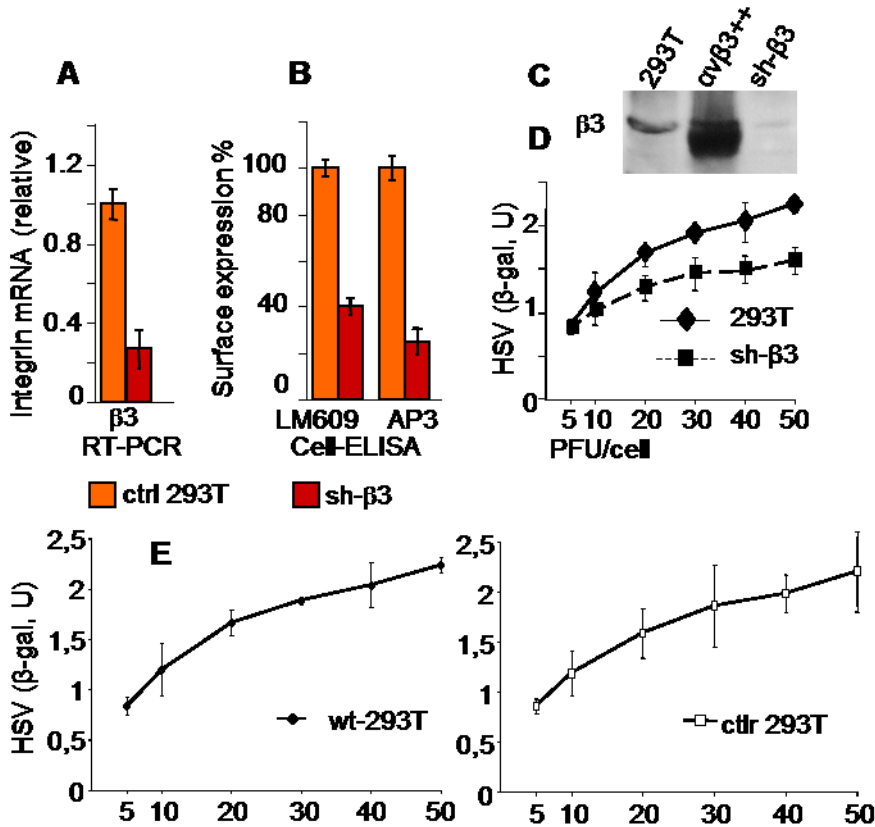 A
B
C
D
E
293T
αvβ3++
sh-β3
β3
Integrin mRNA (relative)
1.2
0.8
0.4
0
β3
RT-PCR
Surface expression %
100
80
40
0
LM609 AP3
Cell-ELISA
HSV (β-gal, U)
2
1
0
293T
sh-β3
5 10 20 30 40 50
PFU/cell
ctrl 293T
sh-β3
HSV (β-gal, U)
2,5
2
1,5
1
0,5
0
wt-293T
5 10 20 30 40 50
2,5
2
1,5
1
0,5
0
ctlr 293T
5 10 20 30 40 50